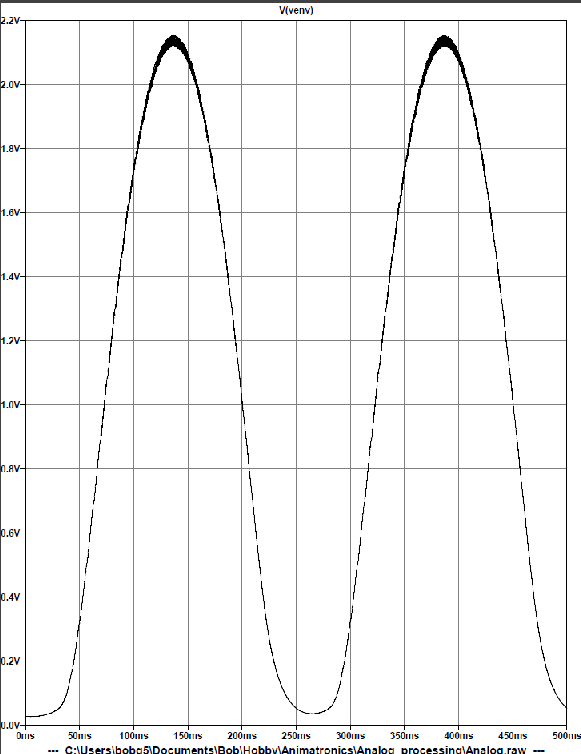 V(venv)
2.2V
2.0V
1.8V
1.6V
1.4V
1.2V
1.0V
0.8V
0.6V
0.4V
0.2V
0.0V
0ms 50ms 100ms 150ms 200ms 250ms 300ms 350ms 400ms 450ms 500ms
--- C:\Users\bobg5\Documents\Bob\Hobby\Animatronics\Analog_processing\Analog.raw ---